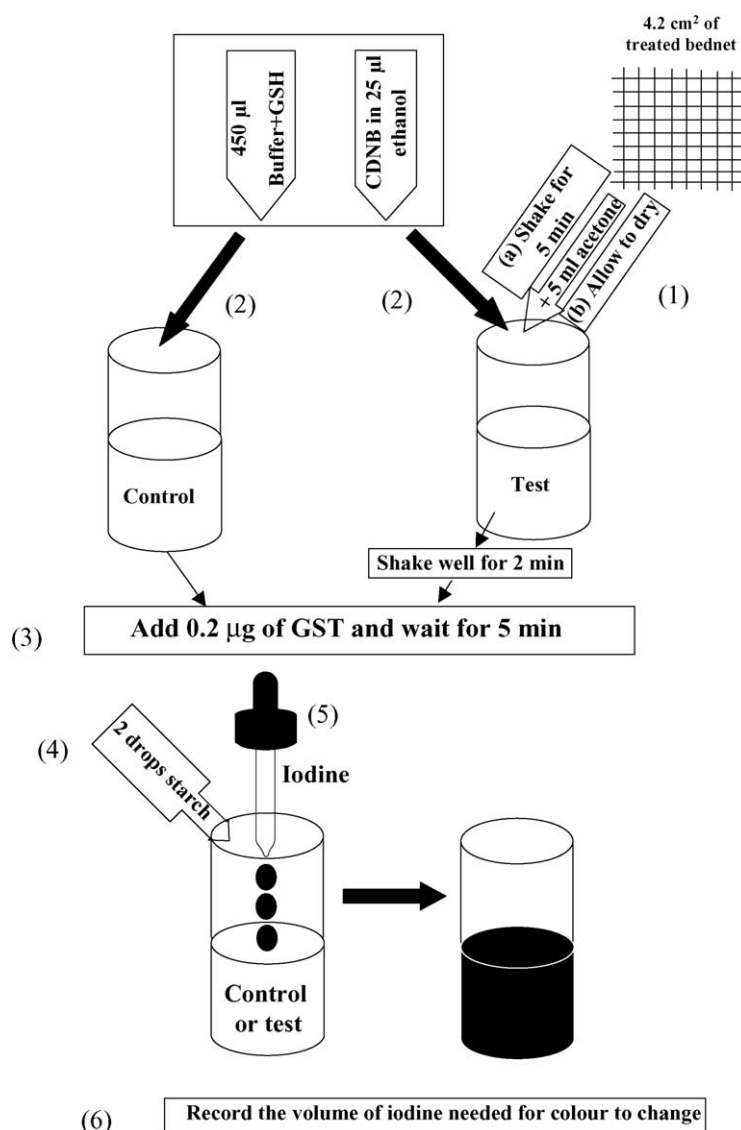 4.2 cm² of
treated bednet
450 µl
Buffer+GSH
CDNB in 25 µl
ethanol
(a) Shake for
5 min
+ 5 ml acetone
(b) Allow to dry
(1)
(2)
(2)
Control
Test
Shake well for 2 min
(3)
Add 0.2 µg of GST and wait for 5 min
(4)
2 drops starch
(5)
Iodine
Control
or test
(6)
Record the volume of iodine needed for colour to change